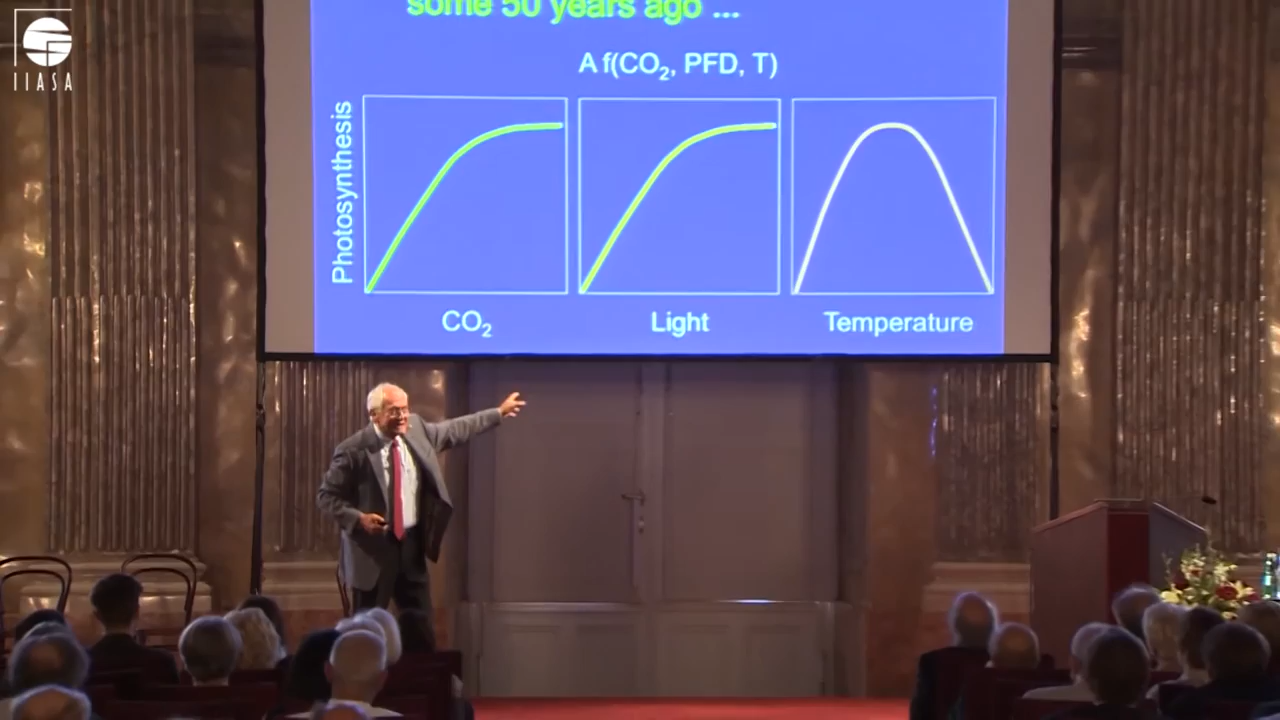 IIASA
some 50 years ago ...
A f(CO₂, PFD, T)
Photosynthesis
CO₂
Light
Temperature